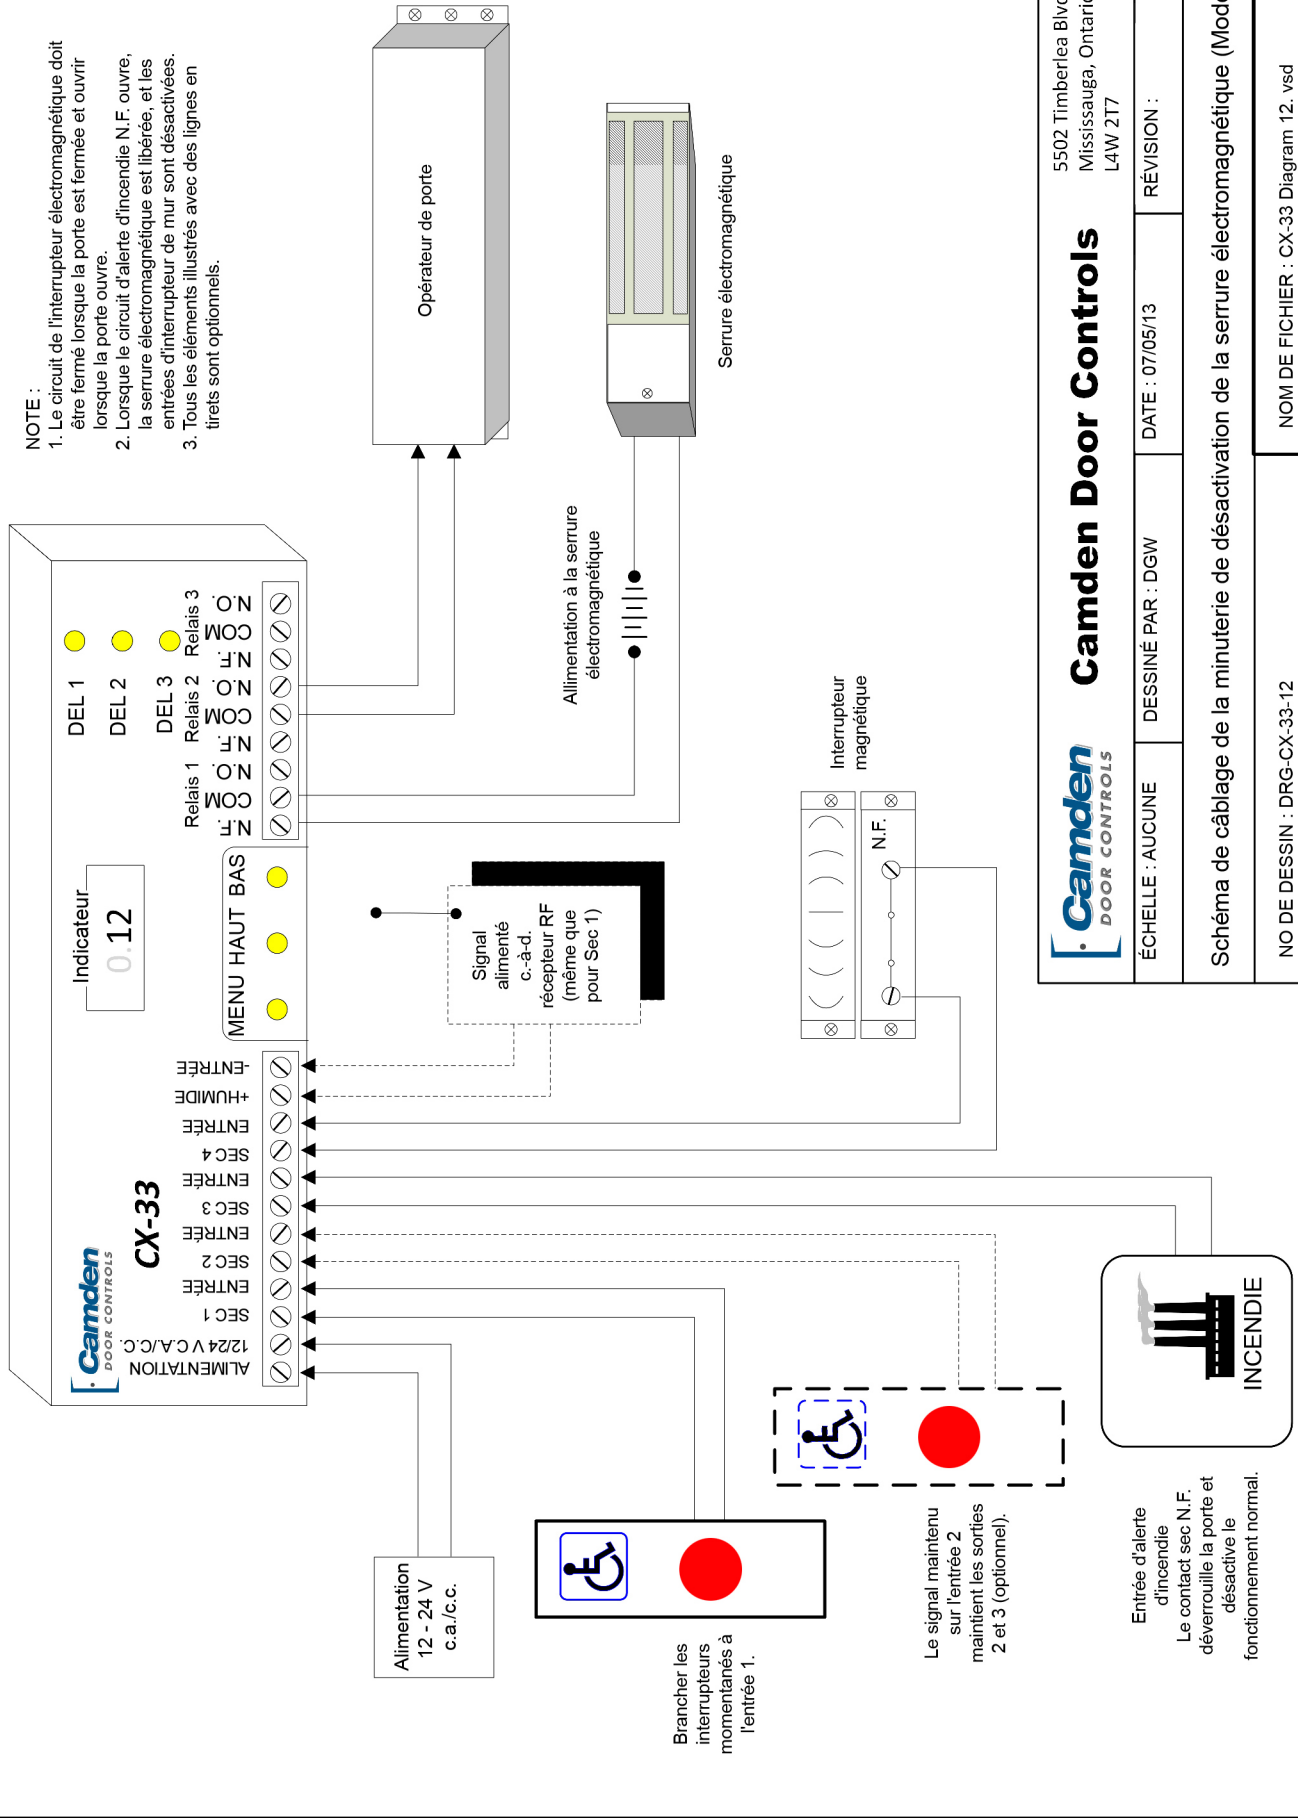 NOTE :
1. Le circuit de l'interrupteur électromagnétique doit
être fermé lorsque la porte est fermée et ouvrir
lorsque la porte ouvre.
2. Lorsque le circuit d'alerte d'incendie N.F. ouvre,
la serrure électromagnétique est libérée, et les
entrées d'interrupteur de mur sont désactivées.
3. Tous les éléments illustrés avec des lignes en
tirets sont optionnels.
Camden
DOOR CONTROLS
CX-33
Indicateur
0.12
DEL 1
DEL 2
DEL 3
MENU HAUT BAS
Relais 1 Relais 2 Relais 3
ALIMENTATION
12/24 V C.A./C.C.
SEC 1
ENTRÉE
SEC 2
ENTRÉE
SEC 3
ENTRÉE
SEC 4
ENTRÉE
+HUMIDE
-ENTRÉE
N.F.
COM
N.O.
N.F.
COM
N.O.
N.F.
COM
N.O.
Opérateur de porte
Serrure électromagnétique
Allimentation à la serrure
électromagnétique
Signal
alimenté
c.-à-d.
récepteur RF
(même que
pour Sec 1)
Interrupteur
magnétique
N.F.
Alimentation
12 - 24 V
c.a./c.c.
Brancher les
interrupteurs
momentanés à
l'entrée 1.
Le signal maintenu
sur l'entrée 2
maintient les sorties
2 et 3 (optionnel).
Entrée d'alerte
d'incendie
Le contact sec N.F.
déverrouille la porte et
désactive le
fonctionnement normal.
INCENDIE
Camden
DOOR CONTROLS
Camden Door Controls
5502 Timberlea Blvd
Mississauga, Ontario
L4W 2T7
ÉCHELLE : AUCUNE
DESSINÉ PAR : DGW
DATE : 07/05/13
RÉVISION :
Schéma de câblage de la minuterie de désactivation de la serrure électromagnétique (Mode
NO DE DESSIN : DRG-CX-33-12
NOM DE FICHIER : CX-33 Diagram 12. vsd